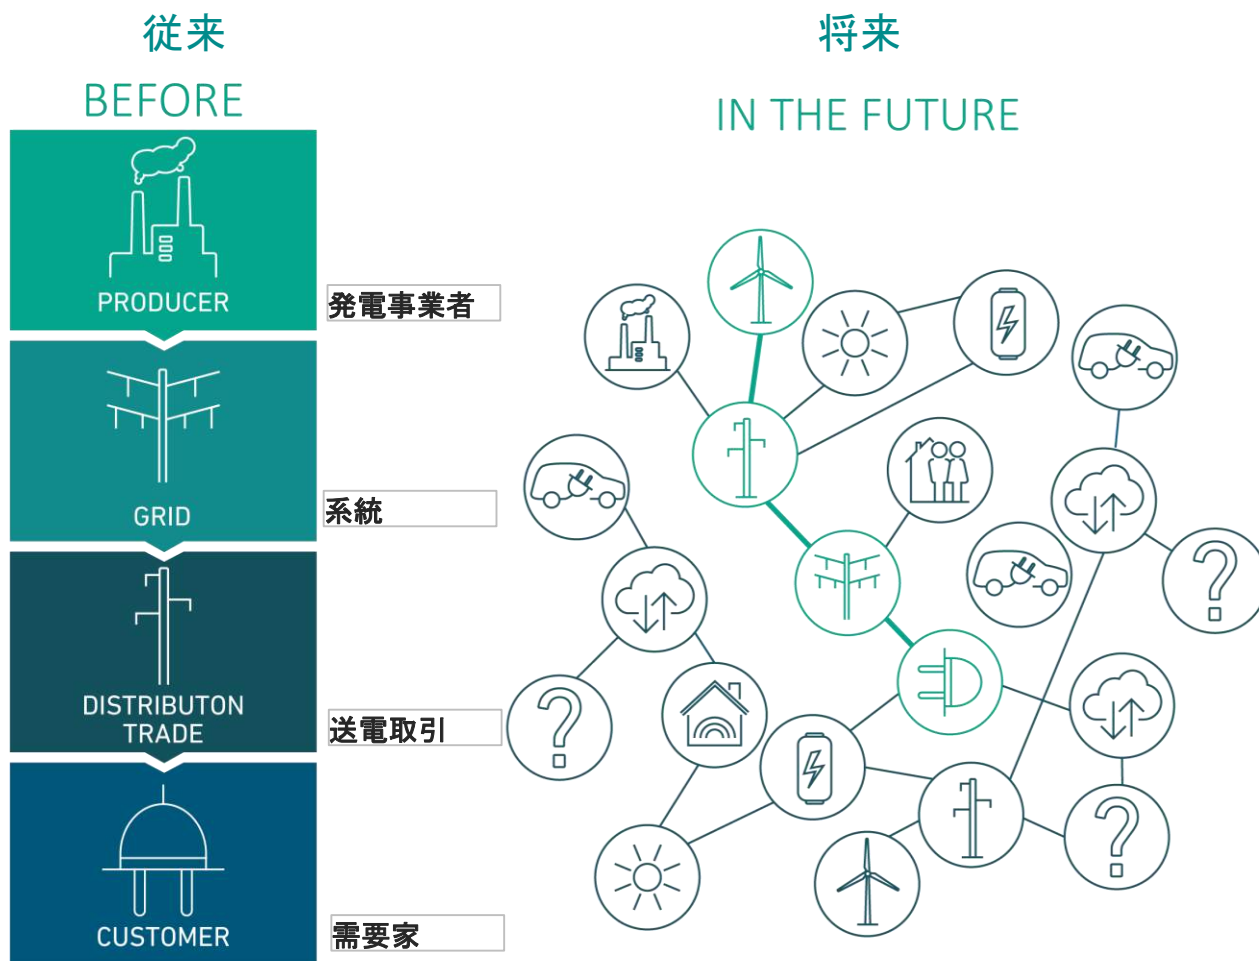 従来
BEFORE
PRODUCER
発電事業者
GRID
系統
DISTRIBUTON
TRADE
送電取引
CUSTOMER
需要家
将来
IN THE FUTURE
?
?
?